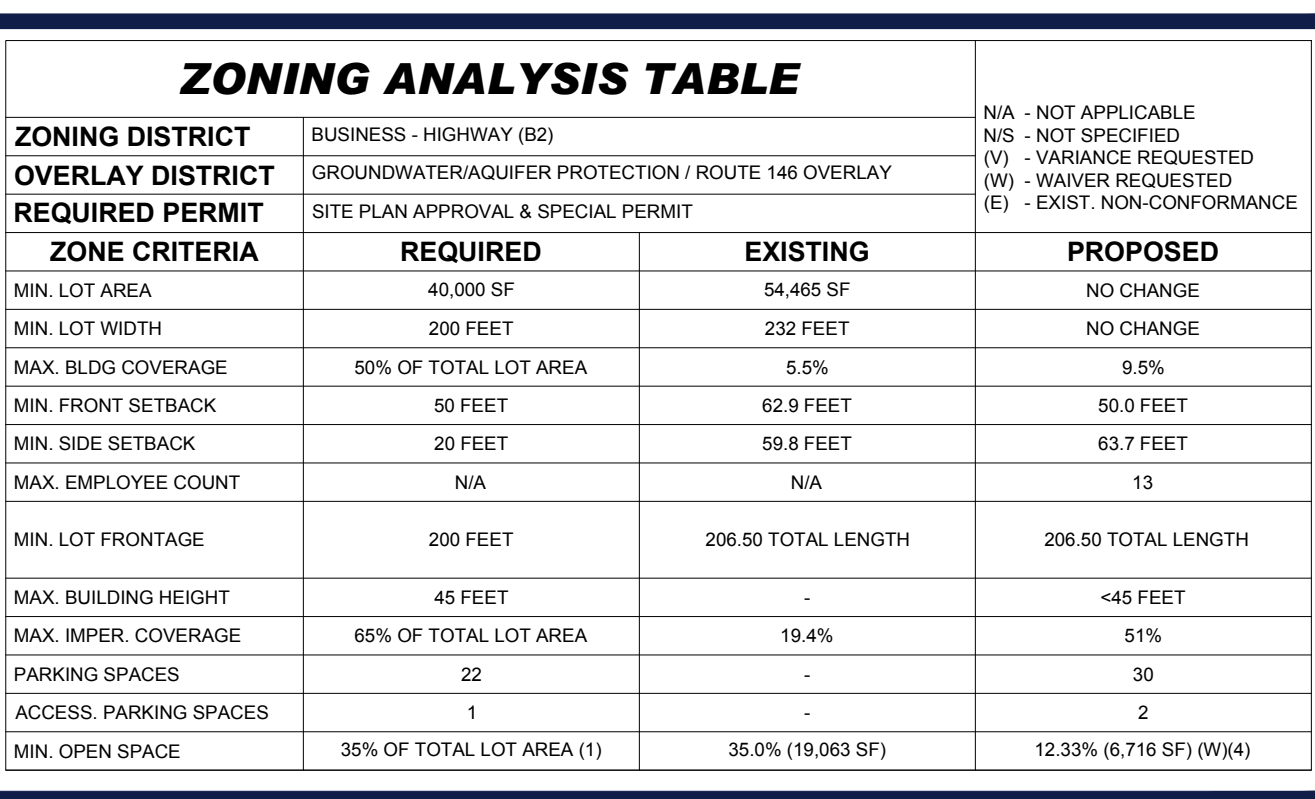 ZONING ANALYSIS TABLE
N/A - NOT APPLICABLE
N/S - NOT SPECIFIED
(V) - VARIANCE REQUESTED
(W) - WAIVER REQUESTED
(E) - EXIST. NON-CONFORMANCE
ZONING DISTRICT BUSINESS - HIGHWAY (B2)
OVERLAY DISTRICT GROUNDWATER/AQUIFER PROTECTION / ROUTE 146 OVERLAY
REQUIRED PERMIT SITE PLAN APPROVAL & SPECIAL PERMIT
ZONE CRITERIA REQUIRED EXISTING PROPOSED
MIN. LOT AREA 40,000 SF 54,465 SF NO CHANGE
MIN. LOT WIDTH 200 FEET 232 FEET NO CHANGE
MAX. BLDG COVERAGE 50% OF TOTAL LOT AREA 5.5% 9.5%
MIN. FRONT SETBACK 50 FEET 62.9 FEET 50.0 FEET
MIN. SIDE SETBACK 20 FEET 59.8 FEET 63.7 FEET
MAX. EMPLOYEE COUNT N/A N/A 13
MIN. LOT FRONTAGE 200 FEET 206.50 TOTAL LENGTH 206.50 TOTAL LENGTH
MAX. BUILDING HEIGHT 45 FEET - <45 FEET
MAX. IMPER. COVERAGE 65% OF TOTAL LOT AREA 19.4% 51%
PARKING SPACES 22 - 30
ACCESS. PARKING SPACES 1 - 2
MIN. OPEN SPACE 35% OF TOTAL LOT AREA (1) 35.0% (19,063 SF) 12.33% (6,716 SF) (W)(4)